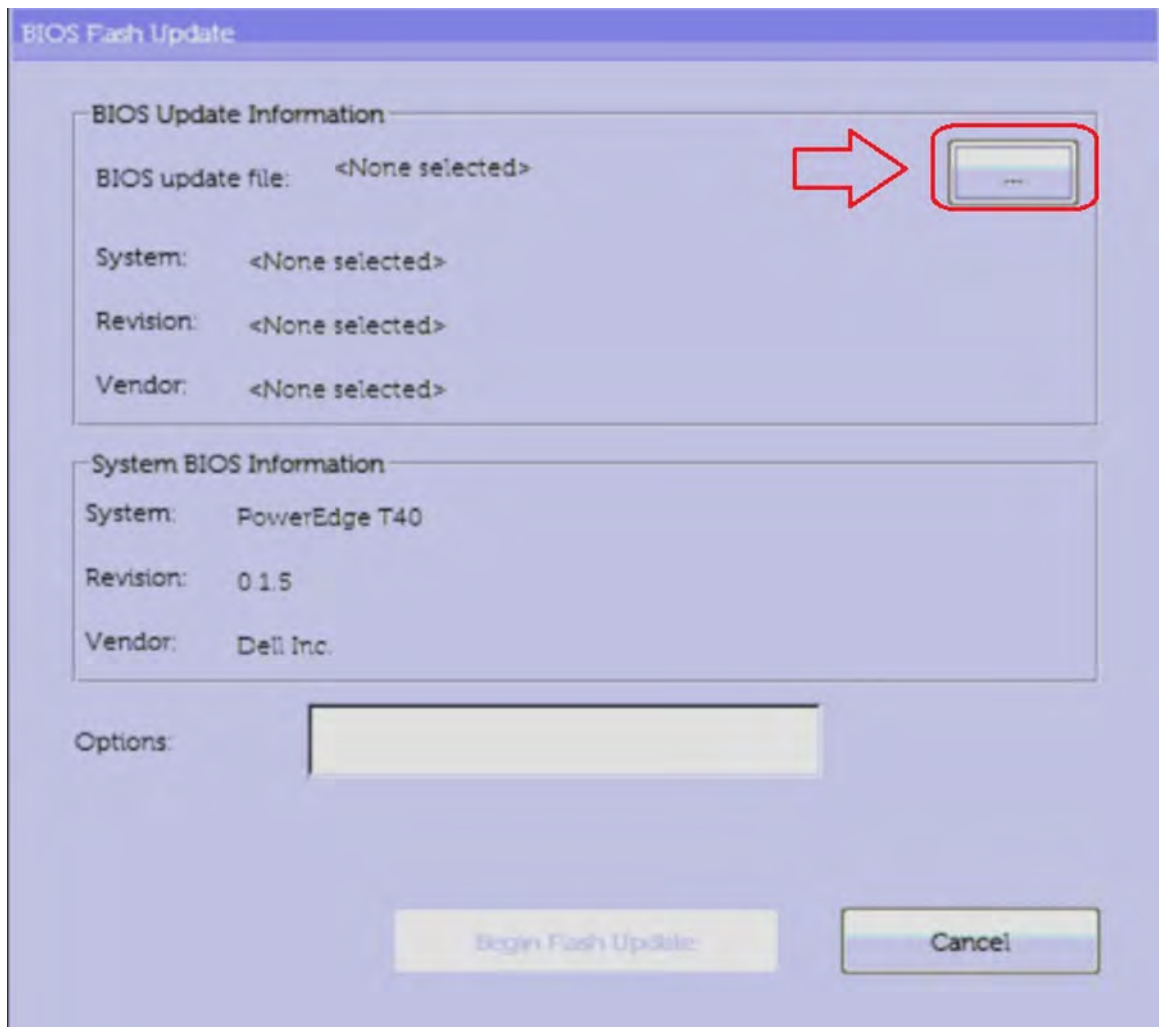 BIOS Flash Update
BIOS Update Information
BIOS update file: <None selected>
...
System: <None selected>
Revision: <None selected>
Vendor: <None selected>
System BIOS Information
System: PowerEdge T40
Revision: 0.1.5
Vendor: Dell Inc.
Options:
Begin Flash Update
Cancel